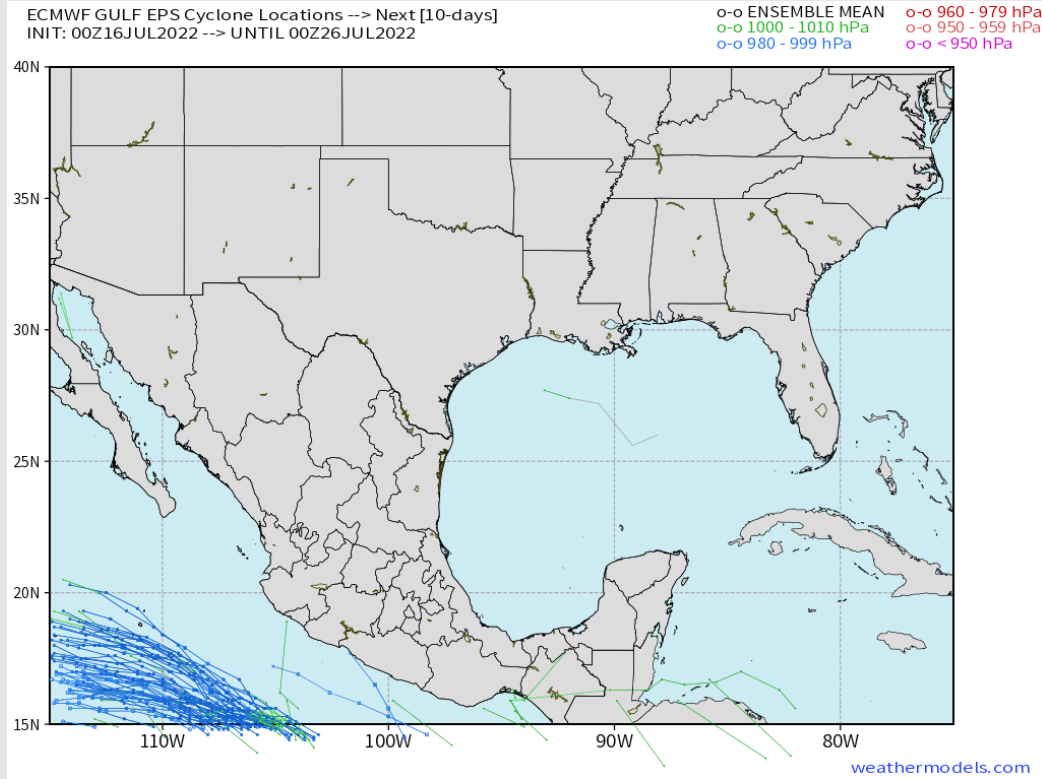 ECMWF GULF EPS Cyclone Locations --> Next [10-days]
INIT: 00Z16JUL2022 --> UNTIL 00Z26JUL2022
o-o ENSEMBLE MEAN
o-o 1000 - 1010 hPa
o-o 980 - 999 hPa
o-o 960 - 979 hPa
o-o 950 - 959 hPa
o-o < 950 hPa
40N
35N
30N
25N
20N
15N
110W
100W
90W
80W
weathermodels.com